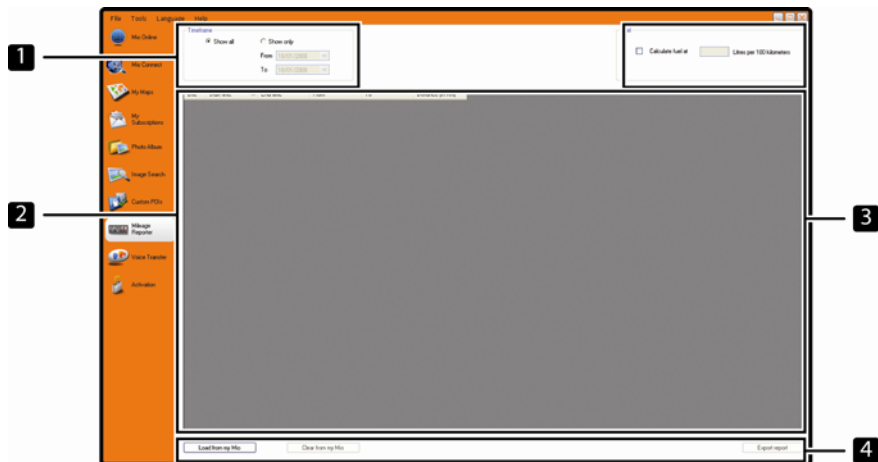 File Tools Language Help
Mio Online
Mio Connect
My Maps
My Subscriptions
Photo Album
Image Search
Custom POIs
Mileage Reporter
Voice Transfer
Activation
1
Timeframe
Show all Show only
From
To
Calculate fuel at Litres per 100 kilometers
2
3
Load from my Mio Clear from my Mio Export report
4